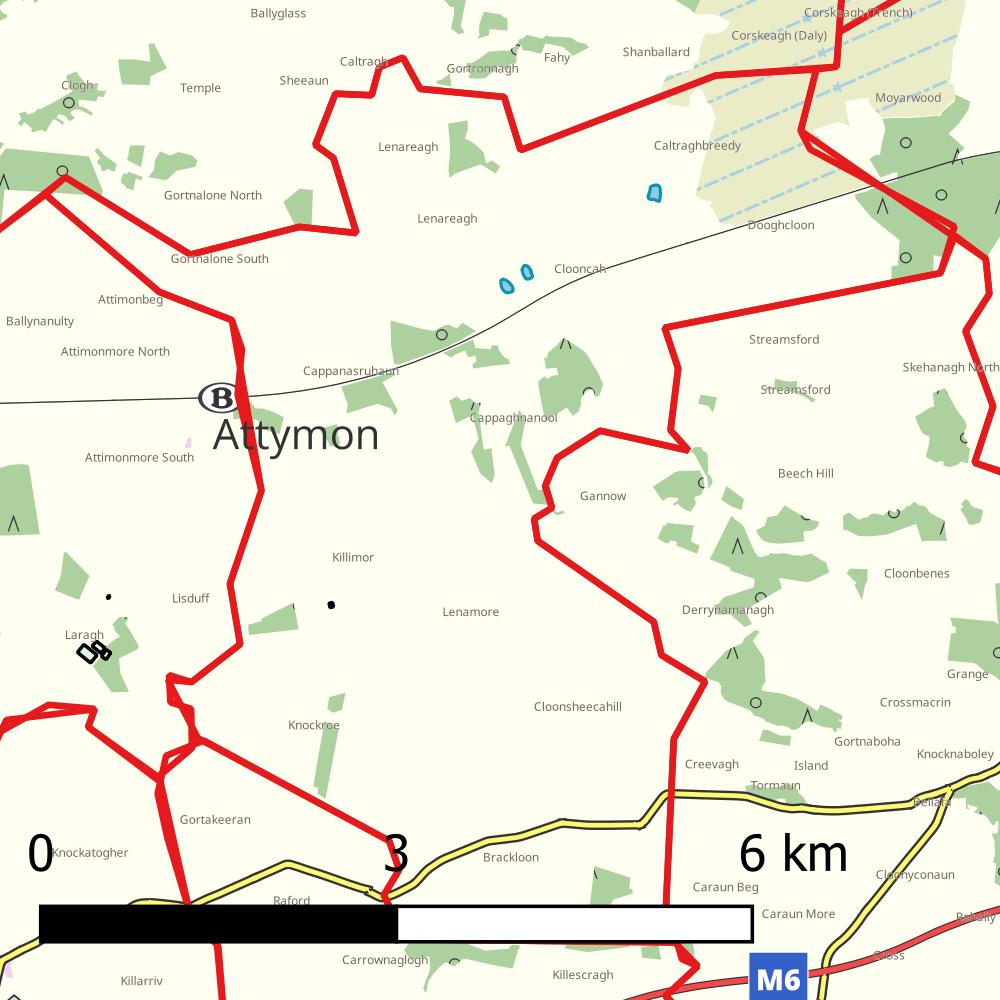 Ballyglass
Corskeagh (French)
Corskeagh (Daly)
Shanballard
Fahy
Caltragh
Gortronnagh
Sheeaun
Temple
Clogh
Moyarwood
Lenareagh
Caltraghbreedy
Gortnalone North
Lenareagh
Dooghcloon
Gortnalone South
Clooncah
Attimonbeg
Ballynanulty
Streamsford
Attimonmore North
Cappanasruhaun
Skehanagh North
Streamsford
B
Cappaghnanool
Attymon
Attimonmore South
Beech Hill
Gannow
Killimor
Cloonbenes
Lisduff
Lenamore
Derrynamanagh
Laragh
Grange
Crossmacrin
Cloonsheecahill
Knockroe
Gortnaboha
Knocknaboley
Creevagh
Island
Tormaun
Bellafa
Gortakeeran
0
3
6 km
Knockatogher
Brackloon
Cloonyconaun
Caraun Beg
Raford
Caraun More
Rahally
Cross
Carrownaglogh
Killescragh
Killarriv
M6